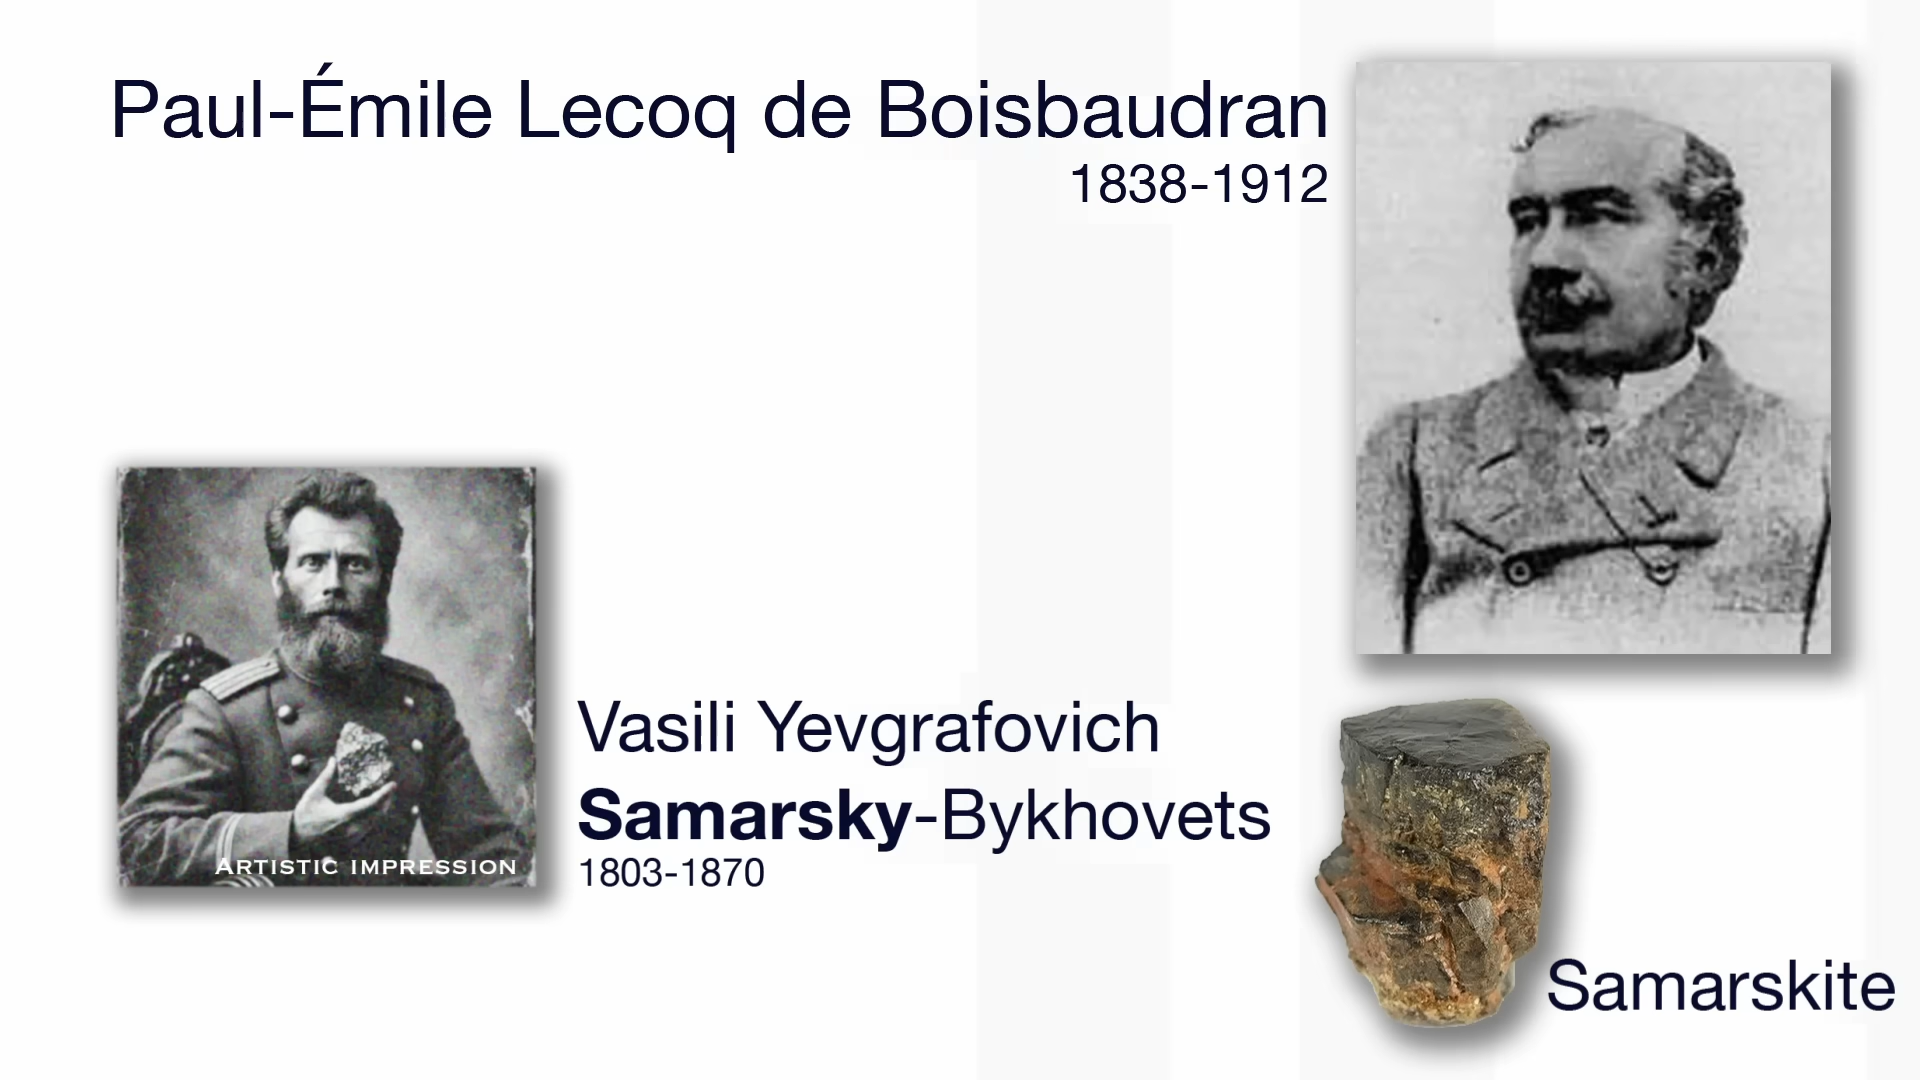 Paul-Émile Lecoq de Boisbaudran
1838-1912
Artistic impression
Vasili Yevgrafovich
Samarsky-Bykhovets
1803-1870
Samarskite